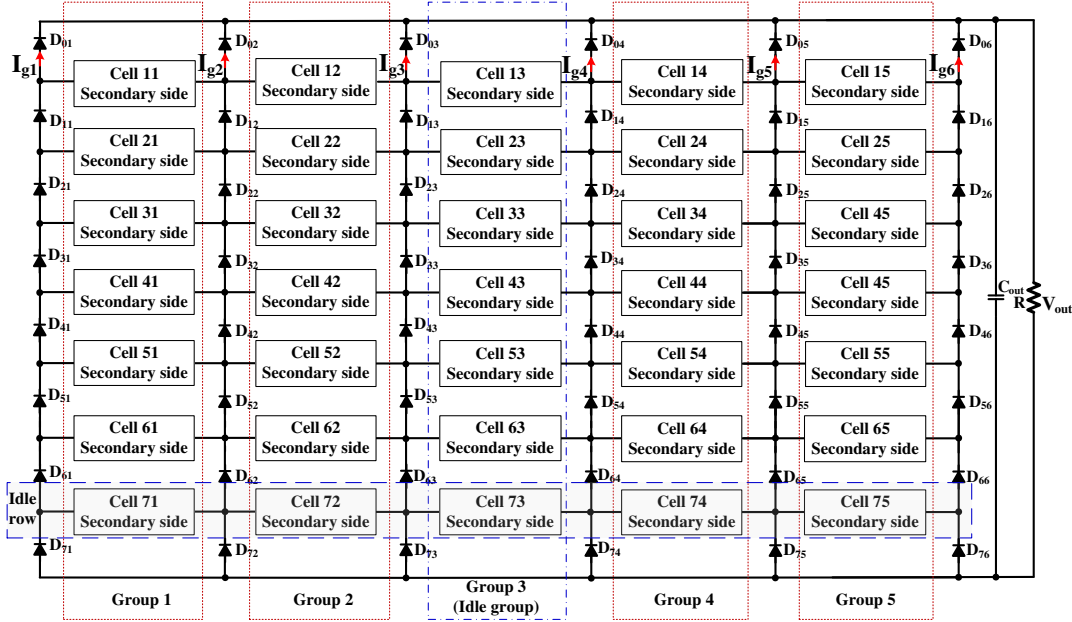 D01 D02 D03 D04 D05 D06
Ig1 Ig2 Ig3 Ig4 Ig5 Ig6
Cell 11 Cell 12 Cell 13 Cell 14 Cell 15
Secondary side Secondary side Secondary side Secondary side Secondary side
D11 D12 D13 D14 D15 D16
Cell 21 Cell 22 Cell 23 Cell 24 Cell 25
Secondary side Secondary side Secondary side Secondary side Secondary side
D21 D22 D23 D24 D25 D26
Cell 31 Cell 32 Cell 33 Cell 34 Cell 45
Secondary side Secondary side Secondary side Secondary side Secondary side
D31 D32 D33 D34 D35 D36
Cell 41 Cell 42 Cell 43 Cell 44 Cell 45
Secondary side Secondary side Secondary side Secondary side Secondary side
Cout
R Vout
D41 D42 D43 D44 D45 D46
Cell 51 Cell 52 Cell 53 Cell 54 Cell 55
Secondary side Secondary side Secondary side Secondary side Secondary side
D51 D52 D53 D54 D55 D56
Cell 61 Cell 62 Cell 63 Cell 64 Cell 65
Secondary side Secondary side Secondary side Secondary side Secondary side
D61 D62 D63 D64 D65 D66
Idle
row
Cell 71 Cell 72 Cell 73 Cell 74 Cell 75
Secondary side Secondary side Secondary side Secondary side Secondary side
D71 D72 D73 D74 D75 D76
Group 1 Group 2 Group 3 Group 4 Group 5
(Idle group)